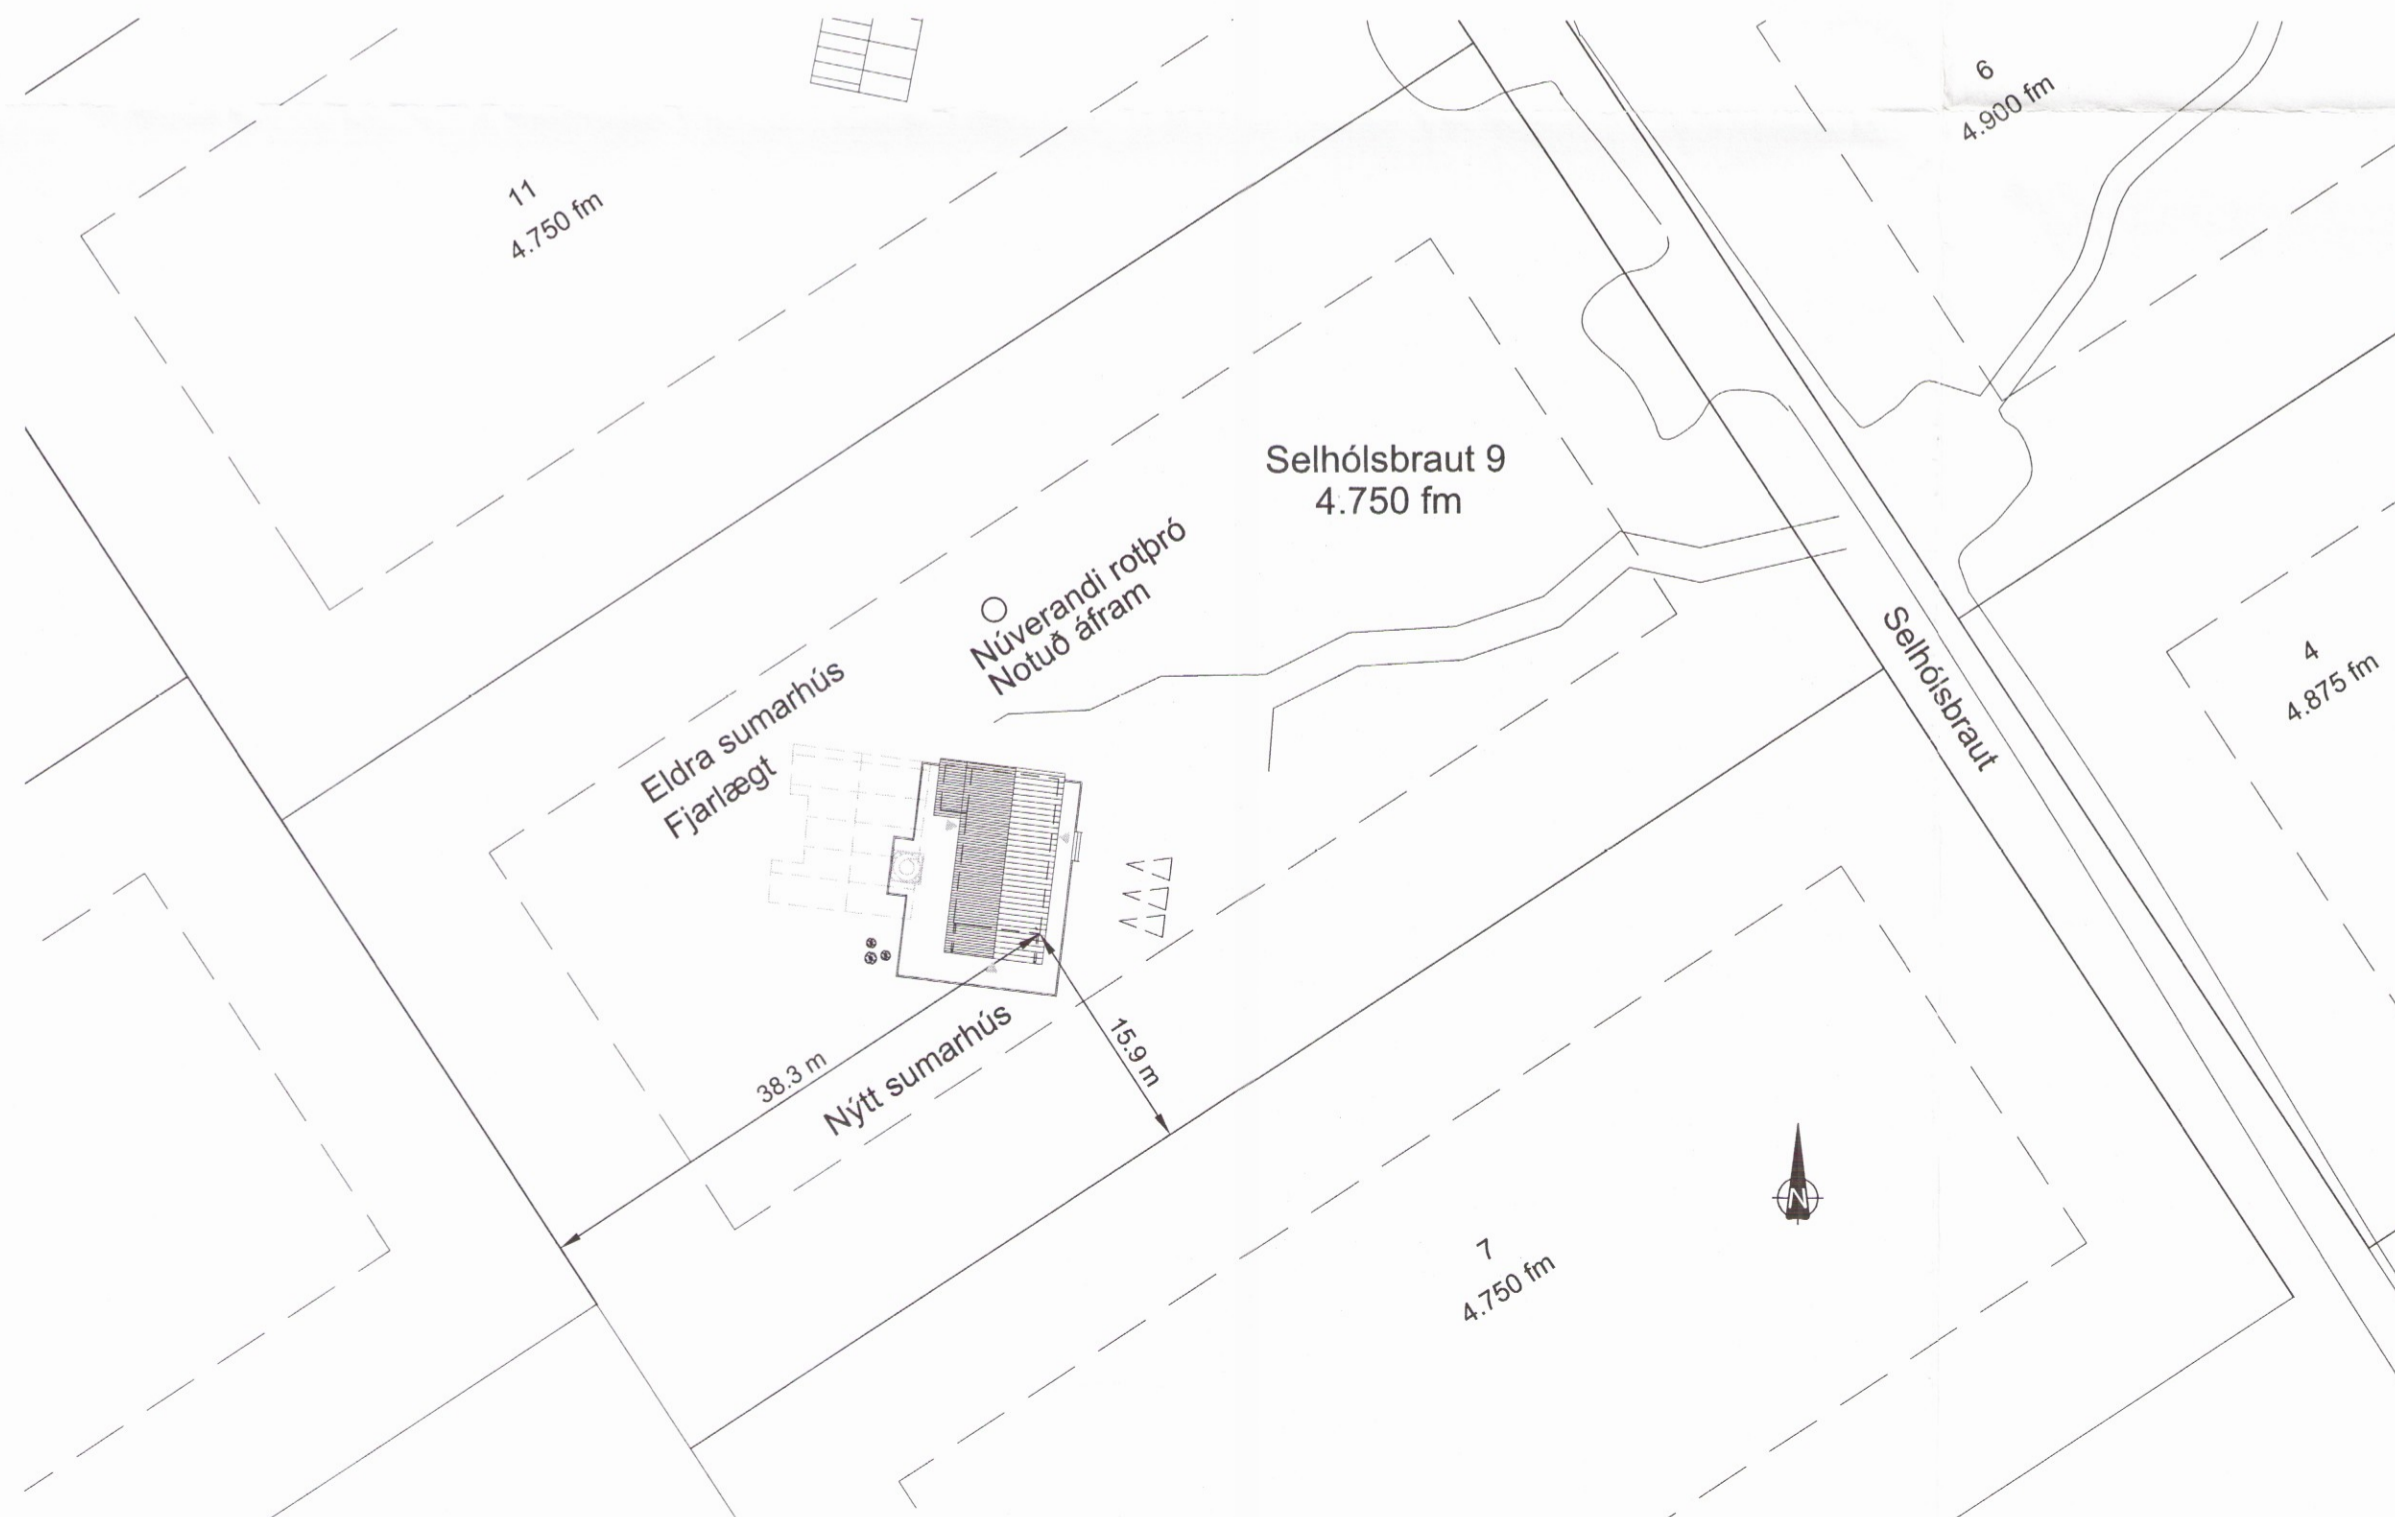 6
4.900 fm
11
4.750 fm
Selhólsbraut 9
4.750 fm
Núverandi rotþró
Notuð áfram
Eldra sumarhús
Fjarlægt
Selhólsbraut
4
4.875 fm
38.3 m
Nýtt sumarhús
15.9 m
N
7
4.750 fm